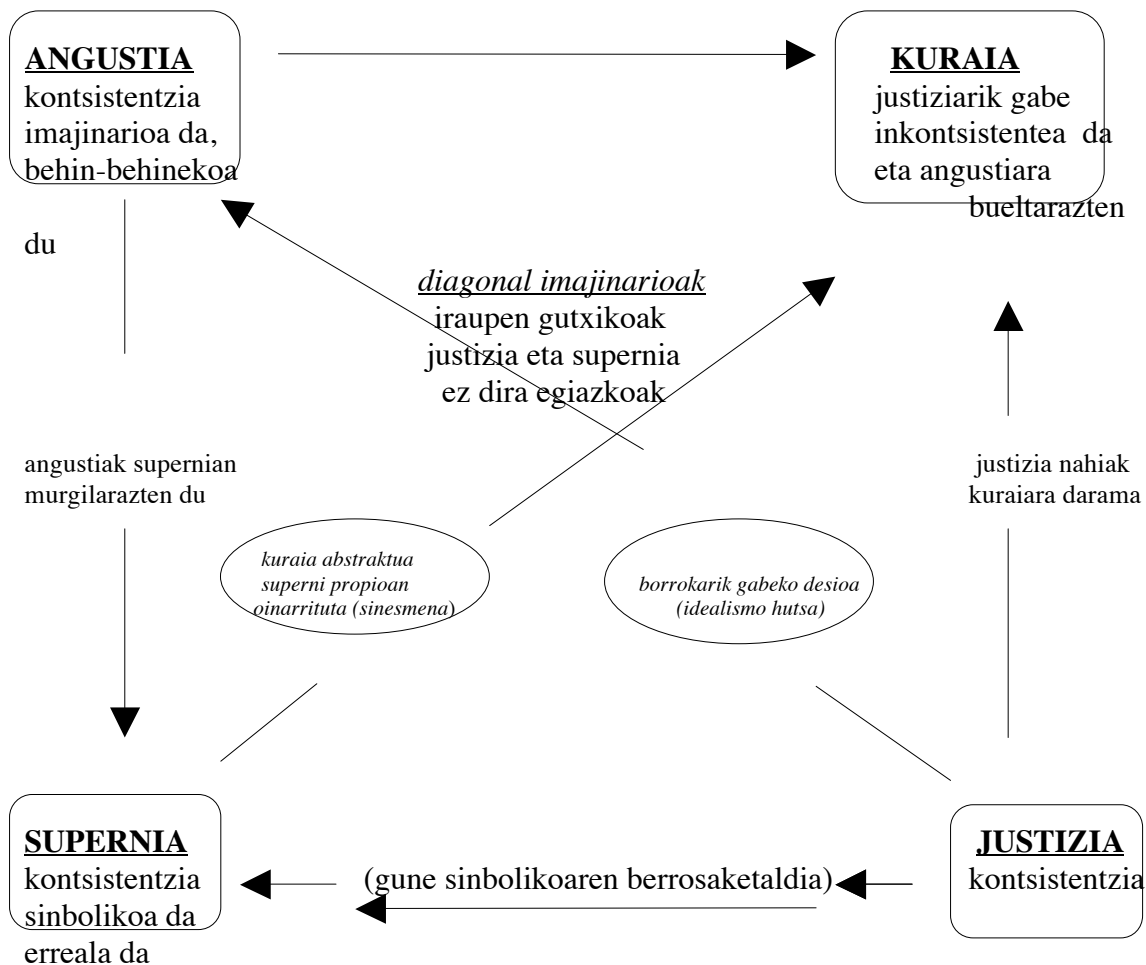 ANGUSTIA
kontsistentzia
imajinarioa da,
behin-behinekoa
KURAIA
justiziarik gabe
inkontsistentea da
eta angustiara
bueltarazten
du
diagonal imajinarioak
iraupen gutxikoak
justizia eta supernia
ez dira egiazkoak
angustiak supernian
murgilarazten du
justizia nahiak
kuraiara darama
kuraia abstraktua
superni propioan
oinarrituta (sinesmena)
borrokarik gabeko desioa
(idealismo hutsa)
SUPERNIA
kontsistentzia
sinbolikoa da
erreala da
(gune sinbolikoaren berrosaketaldia)
JUSTIZIA
kontsistentzia